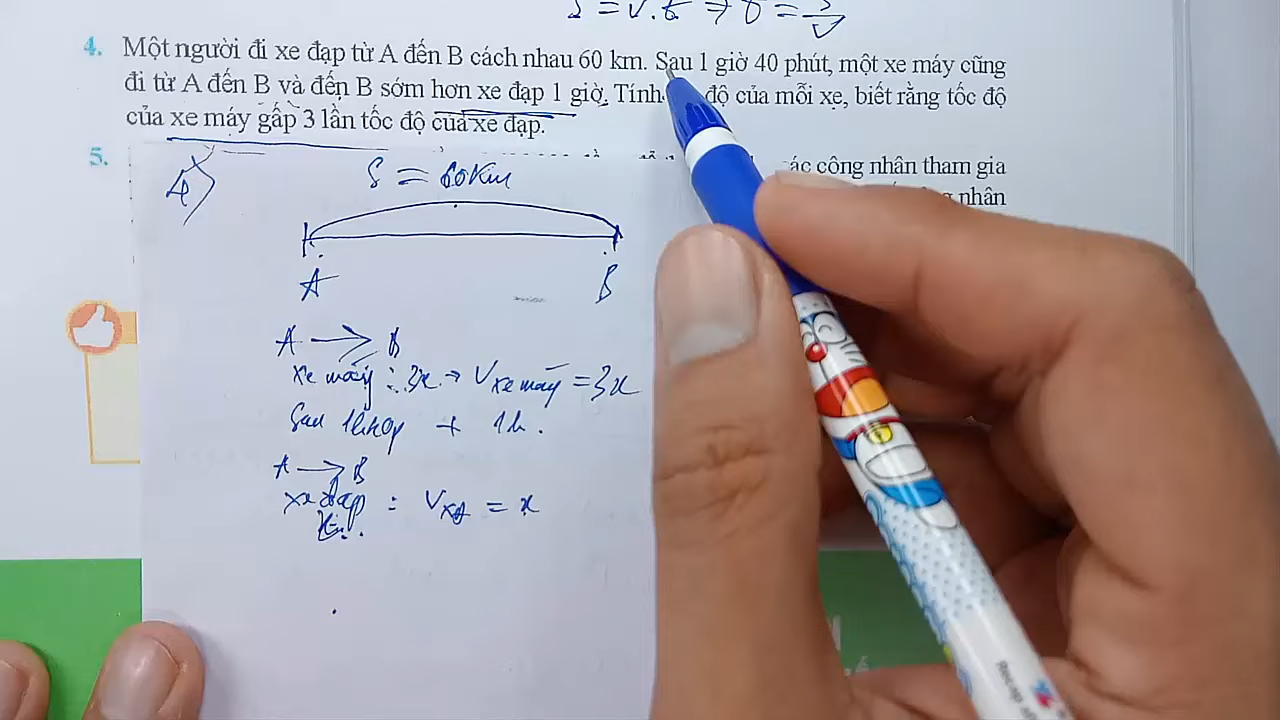 S = v.t → t = S/v
4. Một người đi xe đạp từ A đến B cách nhau 60 km. Sau 1 giờ 40 phút, một xe máy cũng
đi từ A đến B và đến B sớm hơn xe đạp 1 giờ. Tính độ của mỗi xe, biết rằng tốc độ
của xe máy gấp 3 lần tốc độ của xe đạp.
5. các công nhân tham gia
nhân
4)
S = 60km
A B
A → B
xe máy : 3x → V xe máy = 3x
Sau 1h40p + 1h.
A → B
xe đạp : V xđ = x